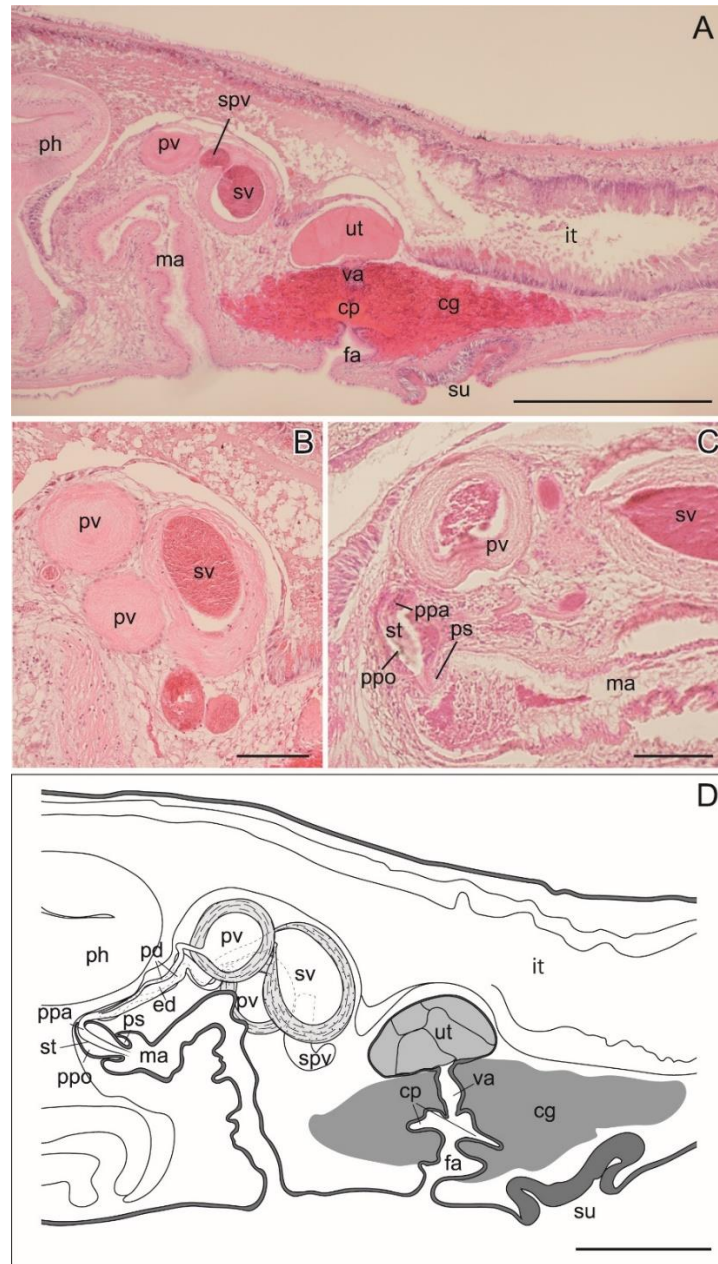 A
spv
ph
pv
sv
ut
it
ma
va
cp
cg
fa
su
B
pv
sv
pv
C
sv
pv
ppa
st
ps
ppo
ma
D
pv
pd
ph
sv
it
ed
pv
ppa
ps
ut
st
ma
spv
va
ppo
cp
cg
fa
su